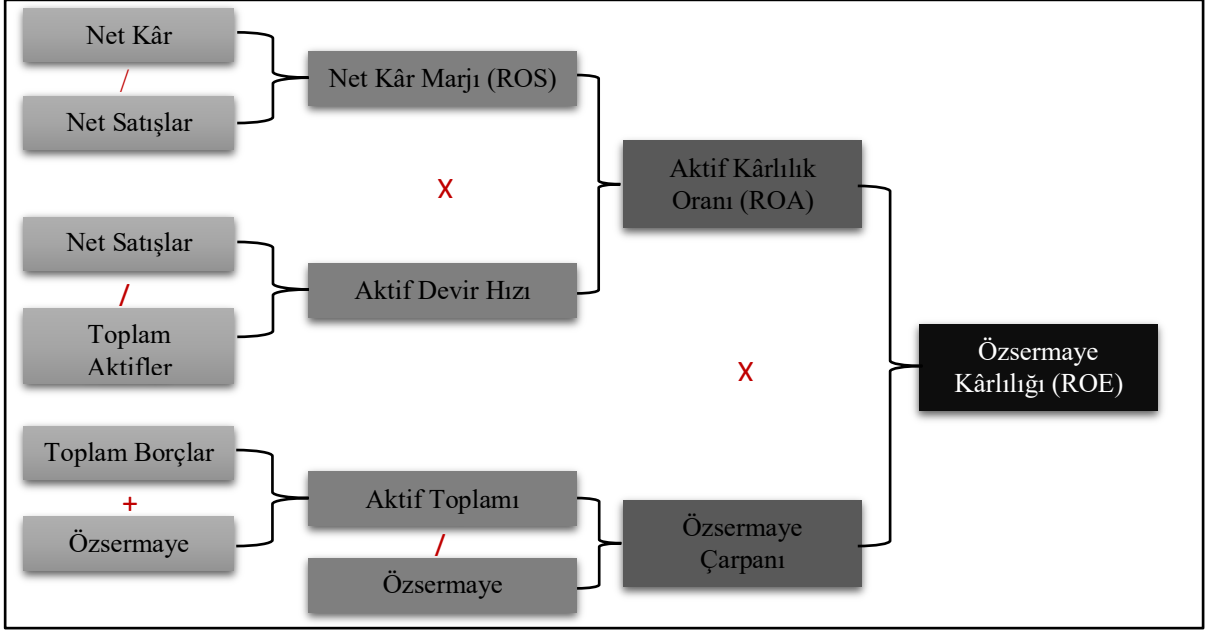 Net Kâr
/
Net Satışlar
Net Kâr Marjı (ROS)
X
Net Satışlar
/
Toplam
Aktifler
Aktif Devir Hızı
Aktif Kârlılık
Oranı (ROA)
X
Toplam Borçlar
+
Özsermaye
Aktif Toplamı
/
Özsermaye
Özsermaye
Çarpanı
Özsermaye
Kârlılığı (ROE)